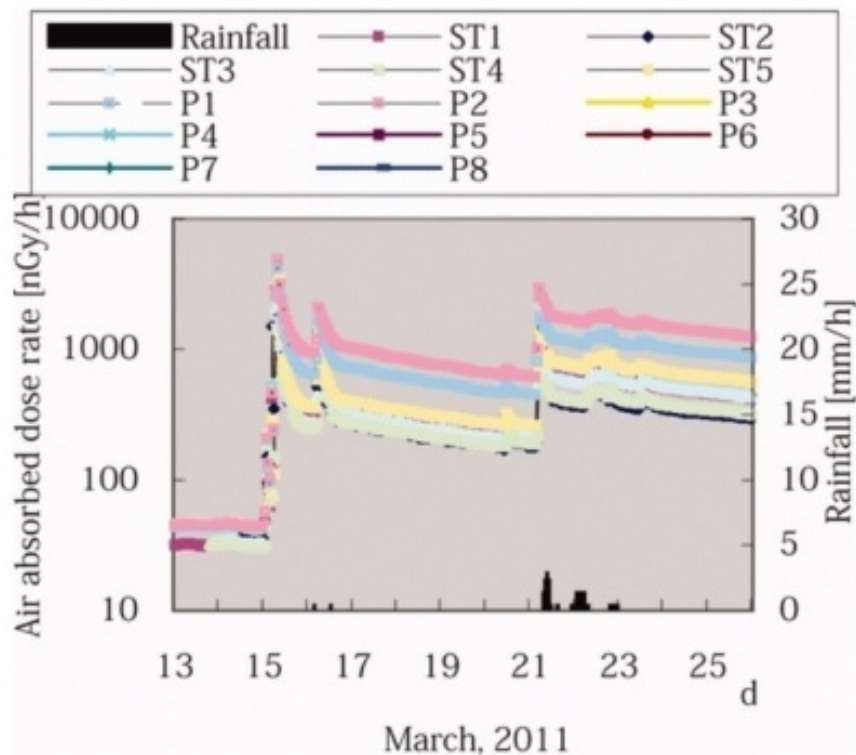 Rainfall ST1 ST2
ST3 ST4 ST5
P1 P2 P3
P4 P5 P6
P7 P8
Air absorbed dose rate [nGy/h]
10000
1000
100
10
30
25
20
15
10
5
0
Rainfall [mm/h]
13 15 17 19 21 23 25
d
March, 2011